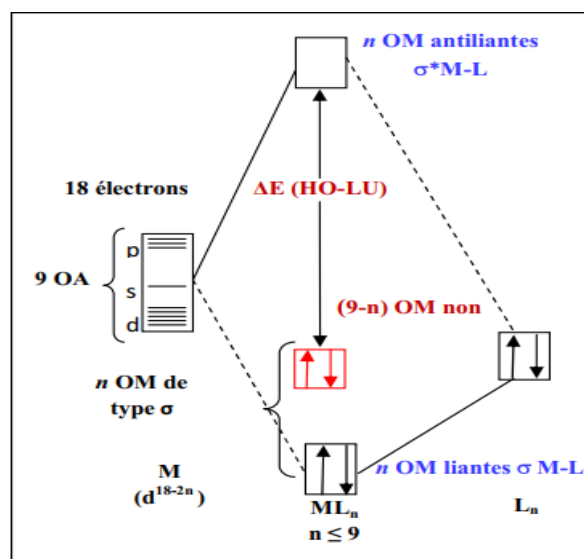 n OM antiliantes
σ*M-L
18 électrons
ΔE (HO-LU)
p
9 OA
s
d
(9-n) OM non
n OM de
type σ
n OM liantes σ M-L
M
(d¹⁸⁻²ⁿ)
MLₙ
n ≤ 9
Lₙ